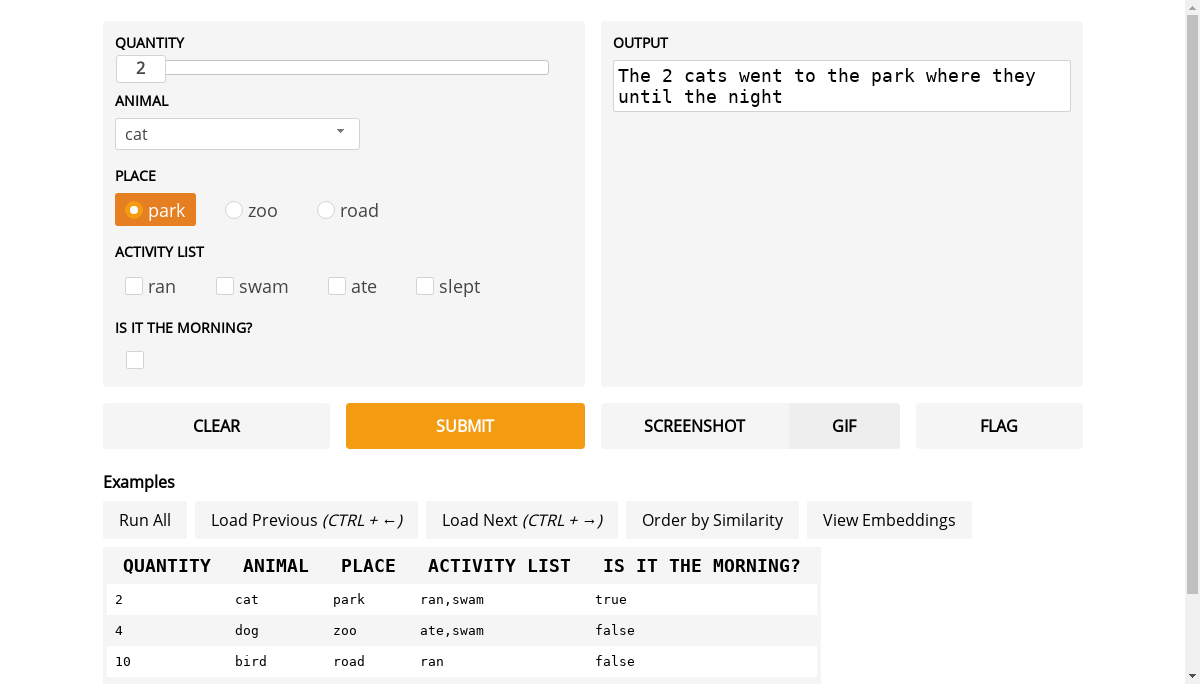 QUANTITY
2
ANIMAL
cat
PLACE
park zoo road
ACTIVITY LIST
ran swam ate slept
IS IT THE MORNING?
OUTPUT
The 2 cats went to the park where they
until the night
CLEAR SUBMIT SCREENSHOT GIF FLAG
Examples
Run All Load Previous (CTRL + ←) Load Next (CTRL + →) Order by Similarity View Embeddings
QUANTITY ANIMAL PLACE ACTIVITY LIST IS IT THE MORNING?
2 cat park ran,swam true
4 dog zoo ate,swam false
10 bird road ran false